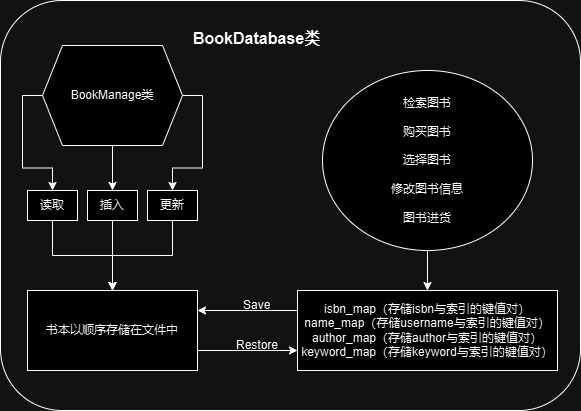 BookDatabase类
BookManage类
读取
插入
更新
检索图书
购买图书
选择图书
修改图书信息
图书进货
书本以顺序存储在文件中
Save
Restore
isbn_map（存储isbn与索引的键值对）
name_map（存储username与索引的键值对）
author_map（存储author与索引的键值对）
keyword_map（存储keyword与索引的键值对）